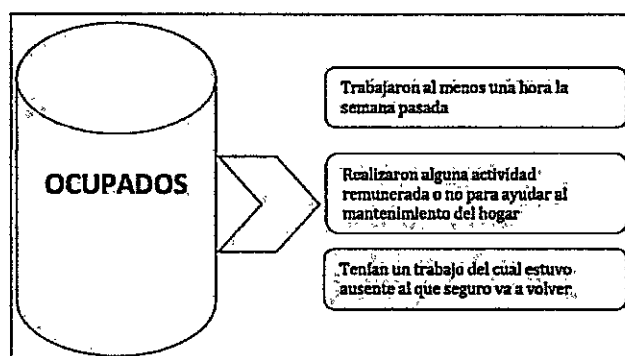 OCUPADOS
Trabajaron al menos una hora la
semana pasada
Realizaron alguna actividad
remunerada o no para ayudar al
mantenimiento del hogar
Tenían un trabajo del cual estuvo
ausente al que seguro va a volver